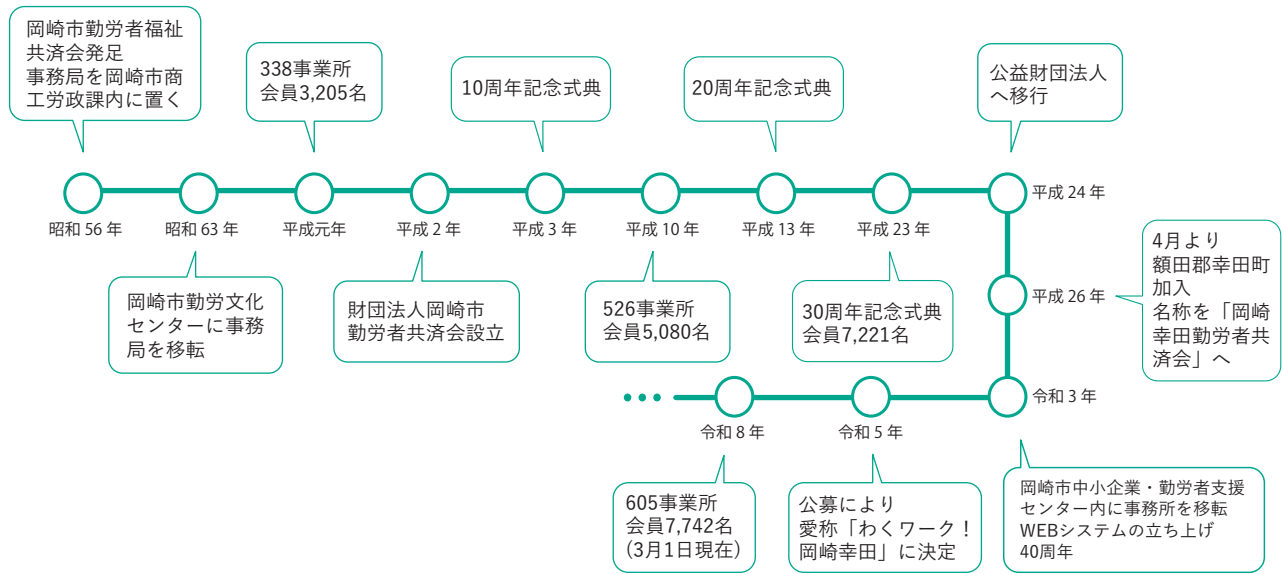 岡崎市勤労者福祉
共済会発足
事務局を岡崎市商
工労政課内に置く
昭和 56 年
昭和 63 年
岡崎市勤労文化
センターに事務
局を移転
338事業所
会員3,205名
平成元年
平成 2 年
財団法人岡崎市
勤労者共済会設立
10周年記念式典
平成 3 年
平成 10 年
526事業所
会員5,080名
20周年記念式典
平成 13 年
平成 23 年
30周年記念式典
会員7,221名
公益財団法人
へ移行
平成 24 年
平成 26 年
4月より
額田郡幸田町
加入
名称を「岡崎
幸田勤労者共
済会」へ
令和 3 年
岡崎市中小企業・勤労者支援
センター内に事務所を移転
WEBシステムの立ち上げ
40周年
令和 5 年
公募により
愛称「わくワーク！
岡崎幸田」に決定
令和 8 年
605事業所
会員7,742名
(3月1日現在)